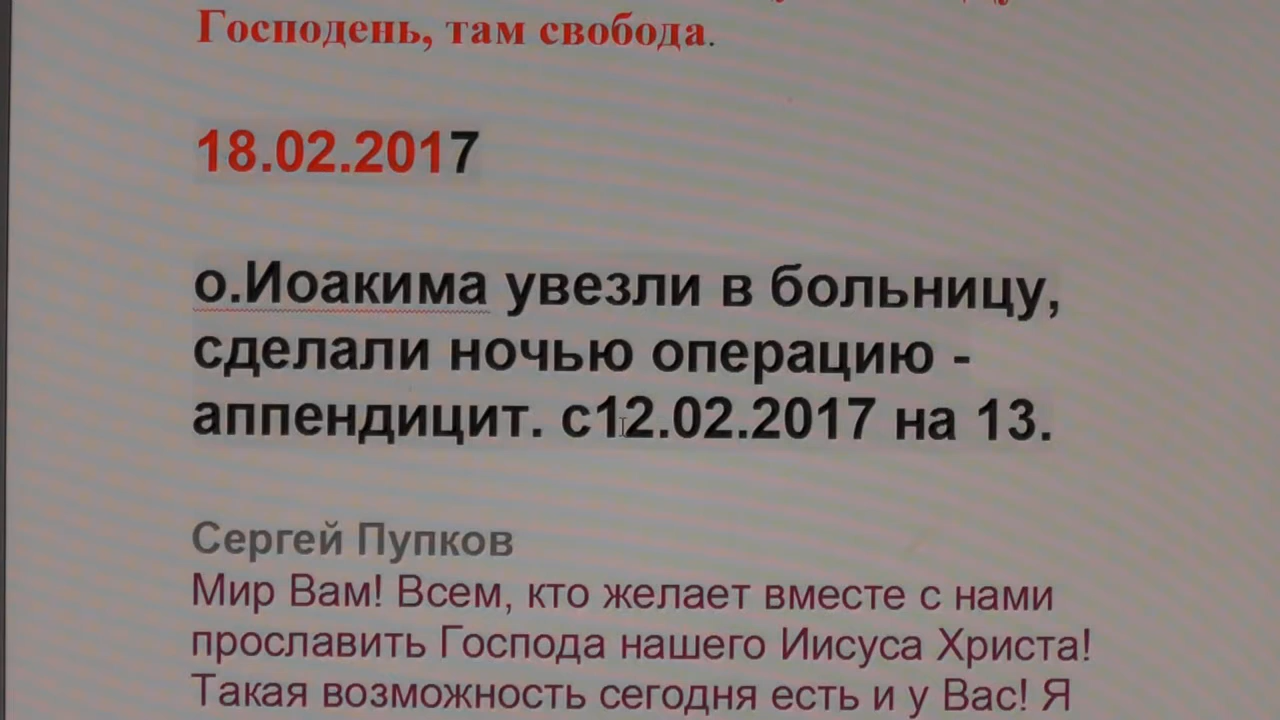 Господень, там свобода.
18.02.2017
о.Иоакима увезли в больницу,
сделали ночью операцию -
аппендицит. с12.02.2017 на 13.
Сергей Пупков
Мир Вам! Всем, кто желает вместе с нами
прославить Господа нашего Иисуса Христа!
Такая возможность сегодня есть и у Вас! Я